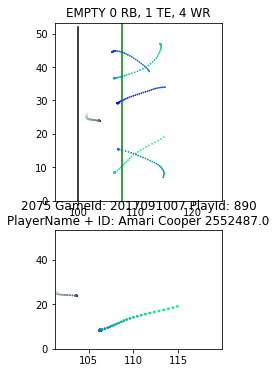 EMPTY 0 RB, 1 TE, 4 WR
50
40
30
20
10
0
100 110 120
2075 GameId: 2017091007 PlayId: 890
PlayerName + ID: Amari Cooper 2552487.0
40
20
0
105 110 115